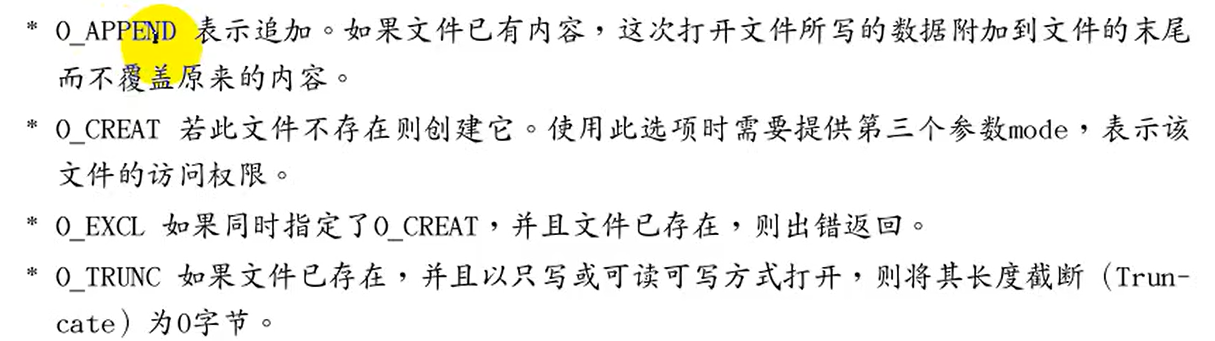 * O_APPEND 表示追加。如果文件已有内容，这次打开文件所写的数据附加到文件的末尾
而不覆盖原来的内容。
* O_CREAT 若此文件不存在则创建它。使用此选项时需要提供第三个参数mode，表示该
文件的访问权限。
* O_EXCL 如果同时指定了O_CREAT，并且文件已存在，则出错返回。
* O_TRUNC 如果文件已存在，并且以只写或可读可写方式打开，则将其长度截断（Trun-
cate）为0字节。